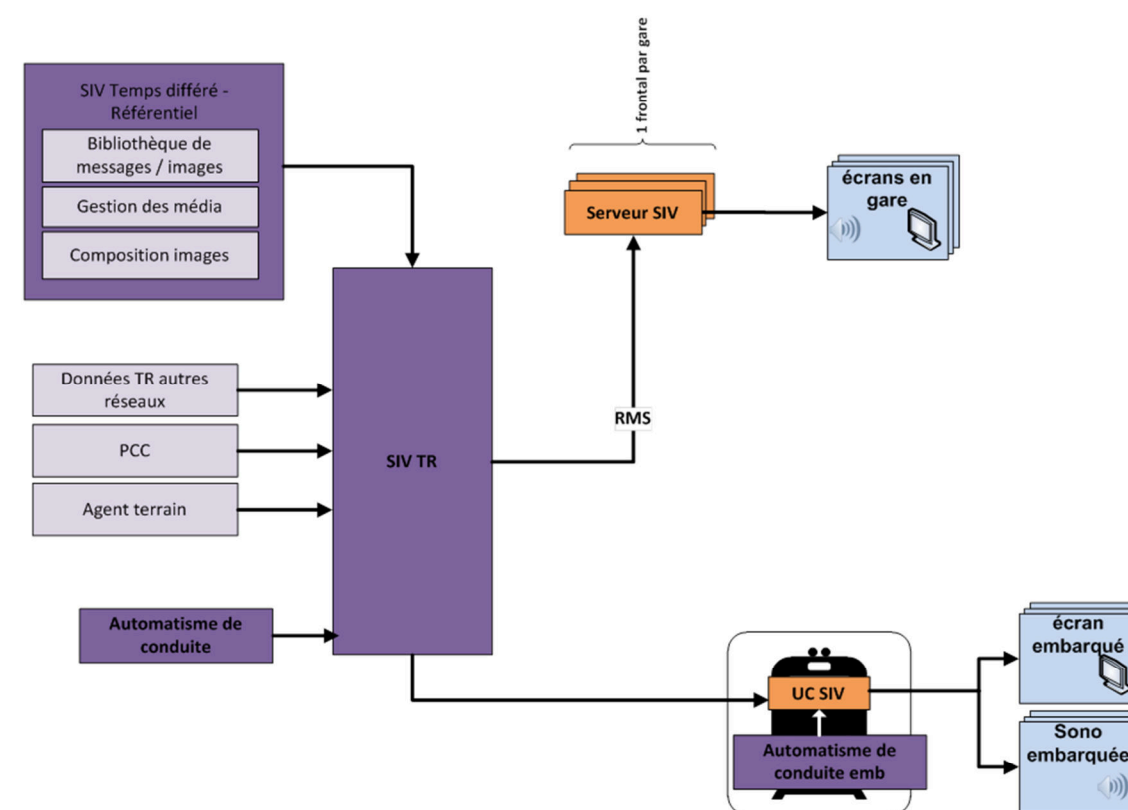 1 frontal par gare
SIV Temps différé -
Référentiel
Bibliothèque de
messages / images
Gestion des média
Composition images
Serveur SIV
écrans en
gare
Données TR autres
réseaux
PCC
Agent terrain
SIV TR
RMS
Automatisme de
conduite
UC SIV
Automatisme de
conduite emb
écran
embarqué
Sono
embarquée